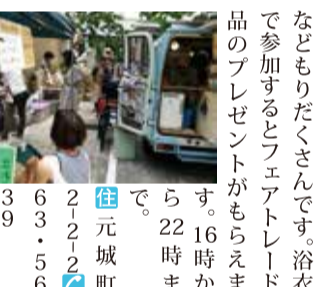 などもりだくさんです。浴衣
で参加するとフェアトレード
品のプレゼントがもらえま
す。16時か
ら22時ま
で。
住元城町
2-2-2
63・56
39